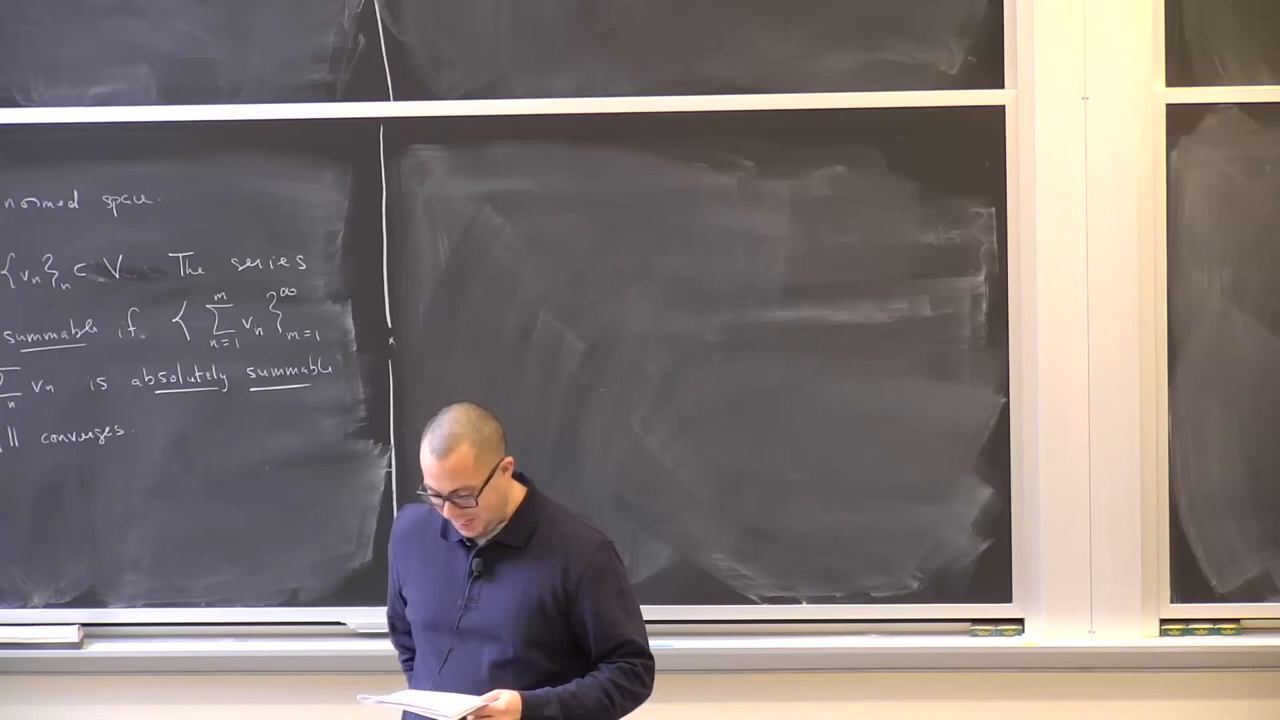 normed space.
{vₙ}ₙ ⊂ V. The series
summable if { ∑_{n=1}^{m} vₙ }_{m=1}^{∞}
∑ₙ vₙ is absolutely summable
‖ converges.